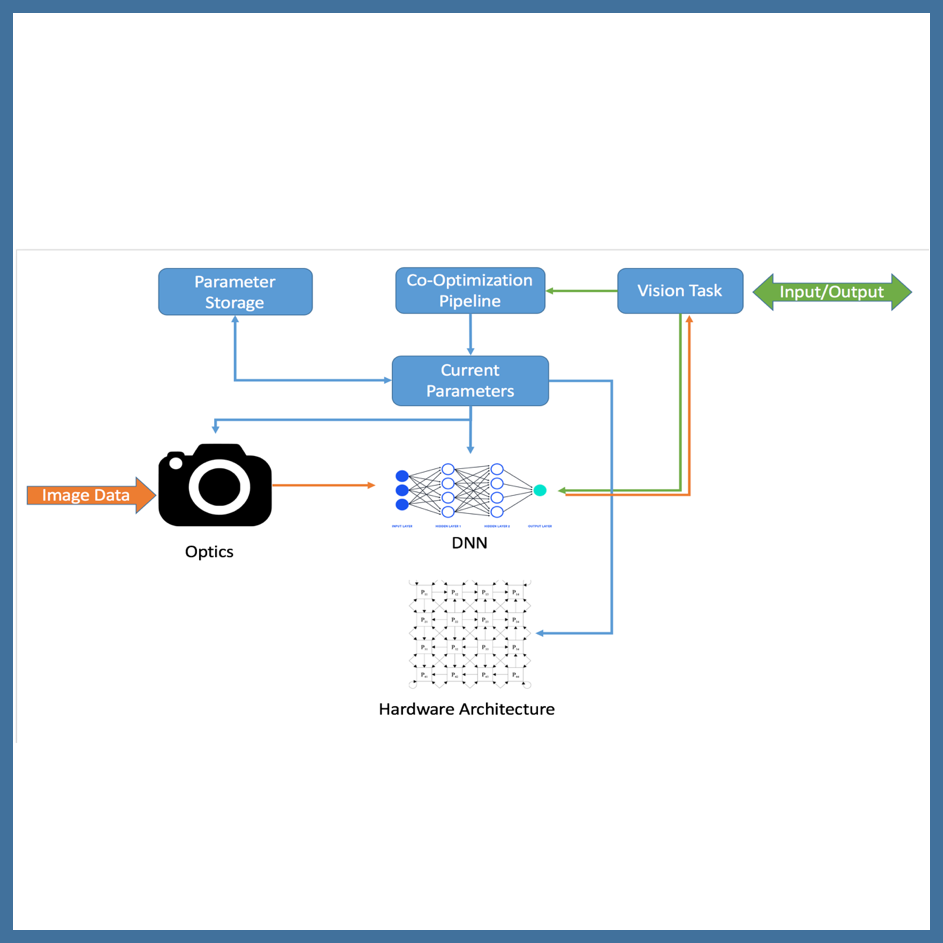 Parameter
Storage
Co-Optimization
Pipeline
Vision Task
Input/Output
Current
Parameters
Image Data
Optics
INPUT LAYER
HIDDEN LAYER 1
HIDDEN LAYER 2
OUTPUT LAYER
DNN
Hardware Architecture